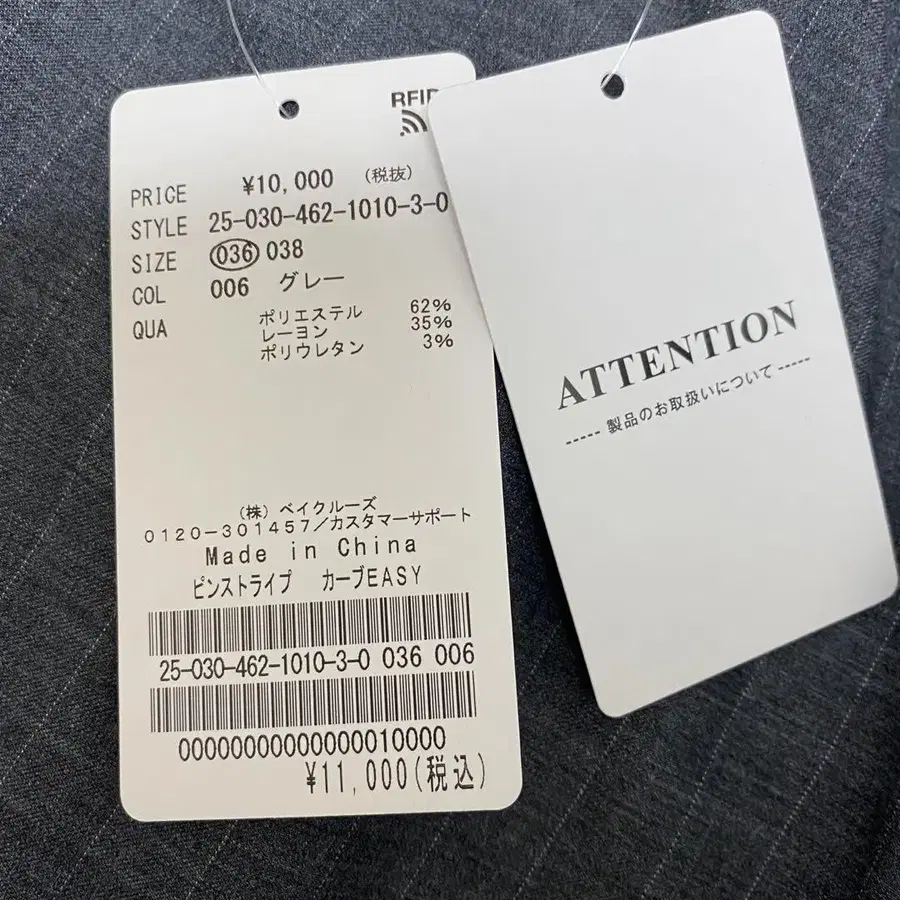 RFID
PRICE ¥10,000 (税抜)
STYLE 25-030-462-1010-3-0
SIZE 036 038
COL 006 グレー
QUA ポリエステル 62%
レーヨン 35%
ポリウレタン 3%
(株) ベイクルーズ
0120-301457/カスタマーサポート
Made in China
ピンストライプ カーブEASY
25-030-462-1010-3-0 036 006
00000000000000010000
¥11,000(税込)
ATTENTION
----- 製品のお取扱いについて -----